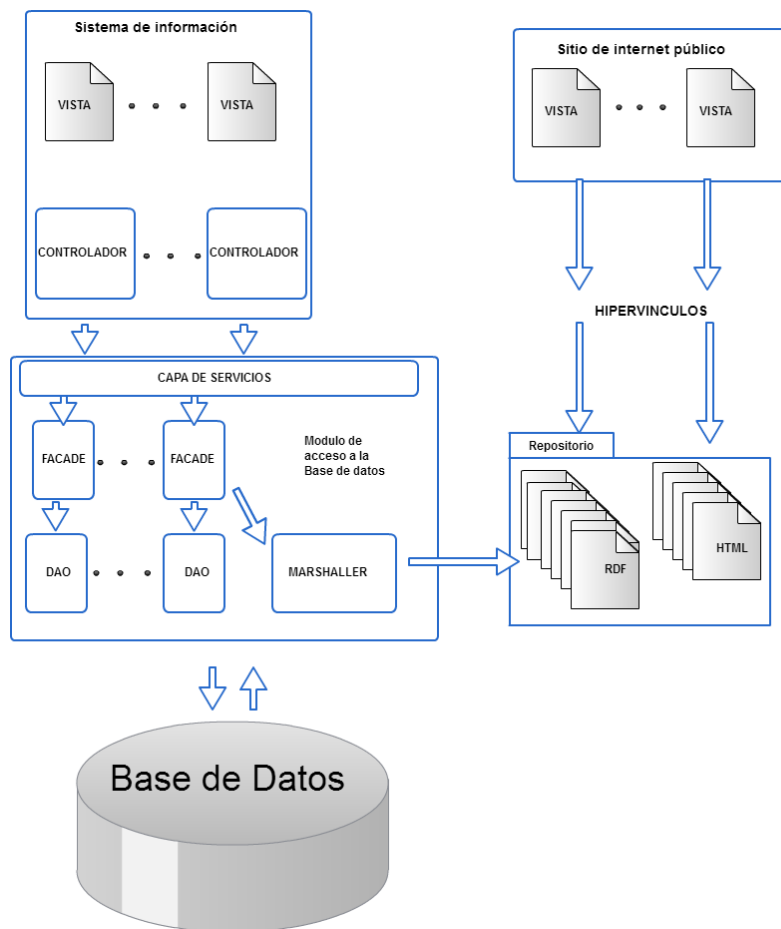 Sistema de información
VISTA
VISTA
CONTROLADOR
CONTROLADOR
Sitio de internet público
VISTA
VISTA
HIPERVINCULOS
CAPA DE SERVICIOS
FACADE
FACADE
Modulo de
acceso a la
Base de datos
DAO
DAO
MARSHALLER
Repositorio
RDF
HTML
Base de Datos